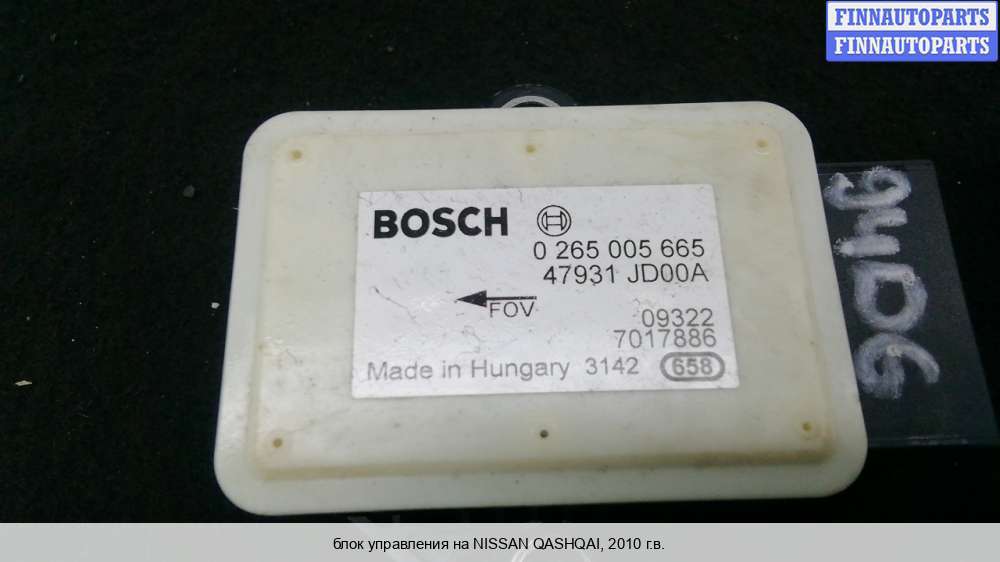 FINNAUTOPARTS
FINNAUTOPARTS
BOSCH
0 265 005 665
47931 JD00A
FOV
09322
7017886
Made in Hungary 3142 658
блок управления на NISSAN QASHQAI, 2010 г.в.